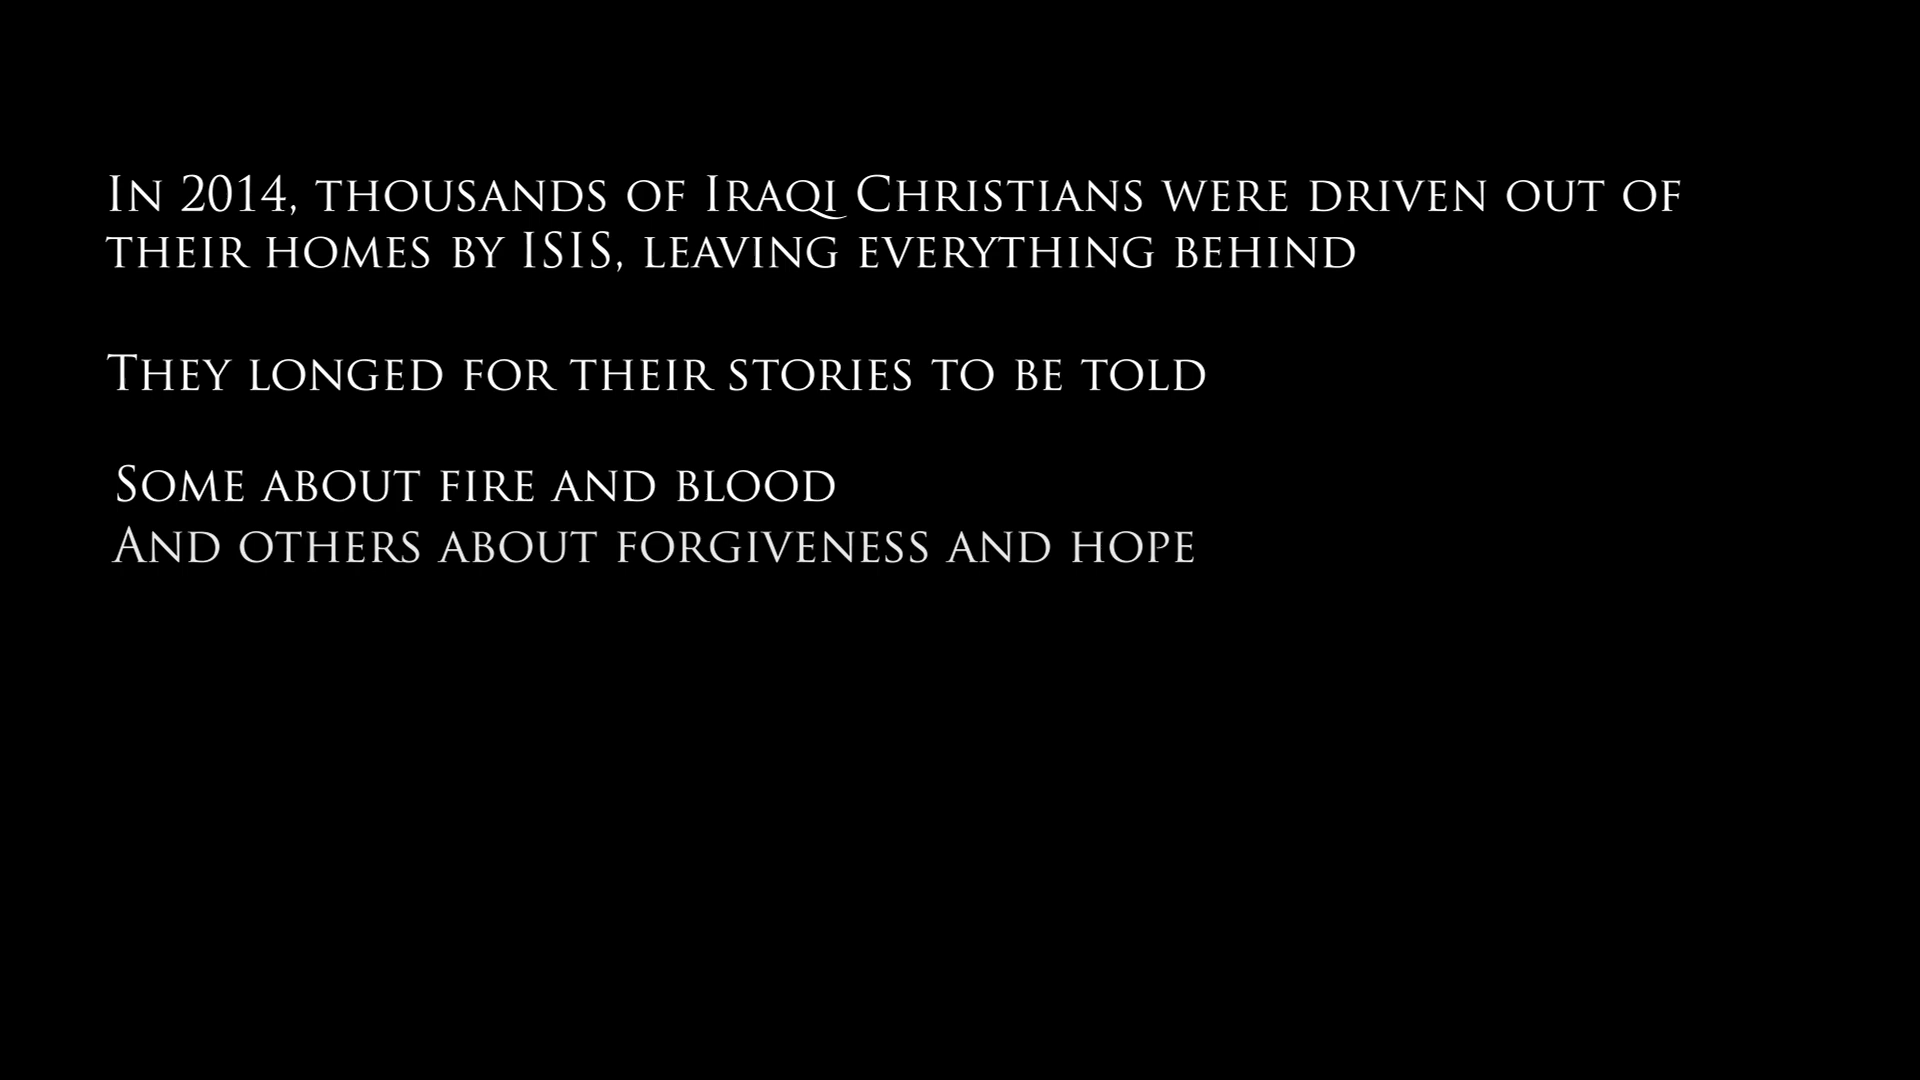 In 2014, thousands of Iraqi Christians were driven out of
their homes by ISIS, leaving everything behind
They longed for their stories to be told
Some about fire and blood
And others about forgiveness and hope